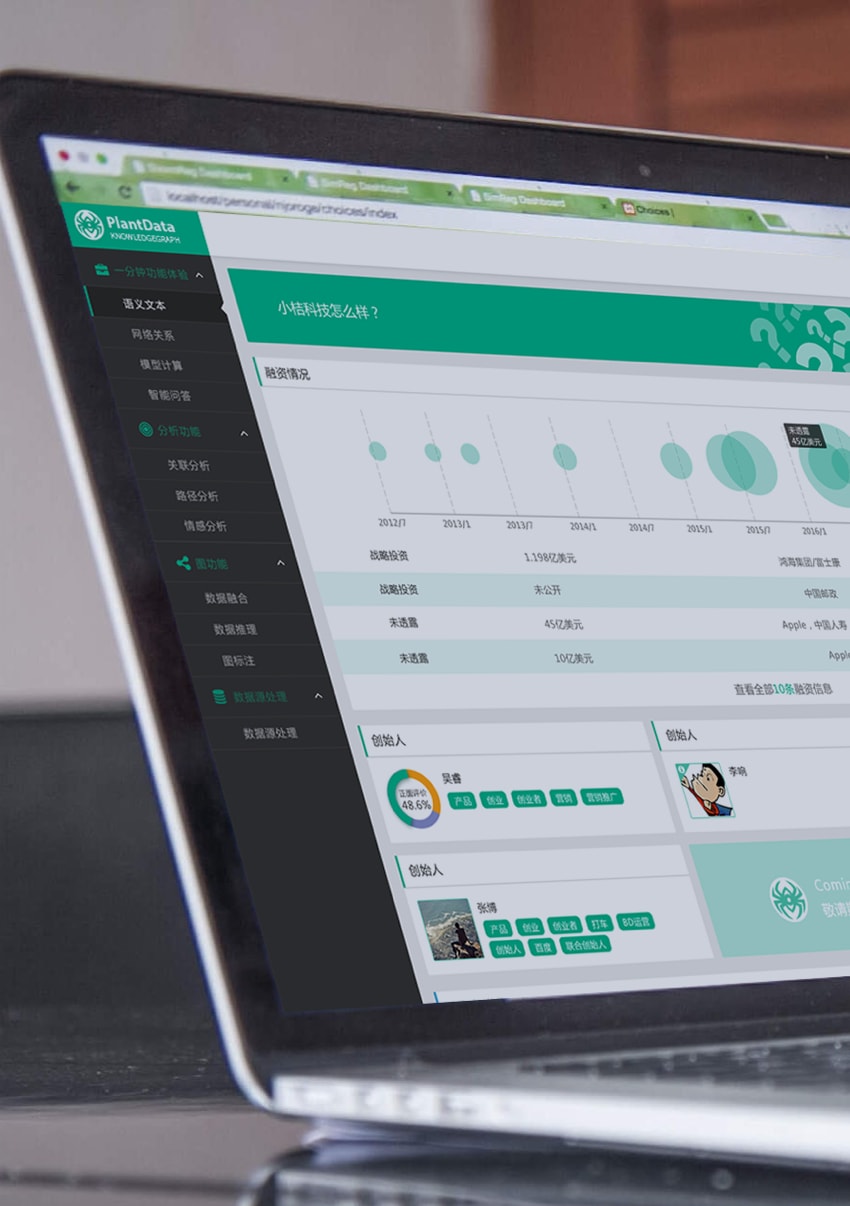 SimReg Dashboard
SimReg Dashboard
Choices
localhost/personal/njproge/choices/index
PlantData
KNOWLEDGEGRAPH
一分钟功能体验
语义文本
网络关系
模型计算
智能问答
分析功能
关联分析
路径分析
情感分析
图功能
数据融合
数据推理
图标注
数据源处理
数据源处理
小桔科技怎么样？
融资情况
未透露
45亿美元
2012/7 2013/1 2013/7 2014/1 2014/7 2015/1 2015/7 2016/1
战略投资 1.198亿美元 鸿海集团/富士康
战略投资 未公开 中国邮政
未透露 45亿美元 Apple，中国人寿
未透露 10亿美元 Apple
查看全部10条融资信息
创始人
吴睿
正面评价
48.6%
产品 创业 创业者 营销 营销推广
创始人
李响
创始人
张博
产品 创业 创业者 打车 BD运营
创始人 百度 联合创始人
Comin
敬请